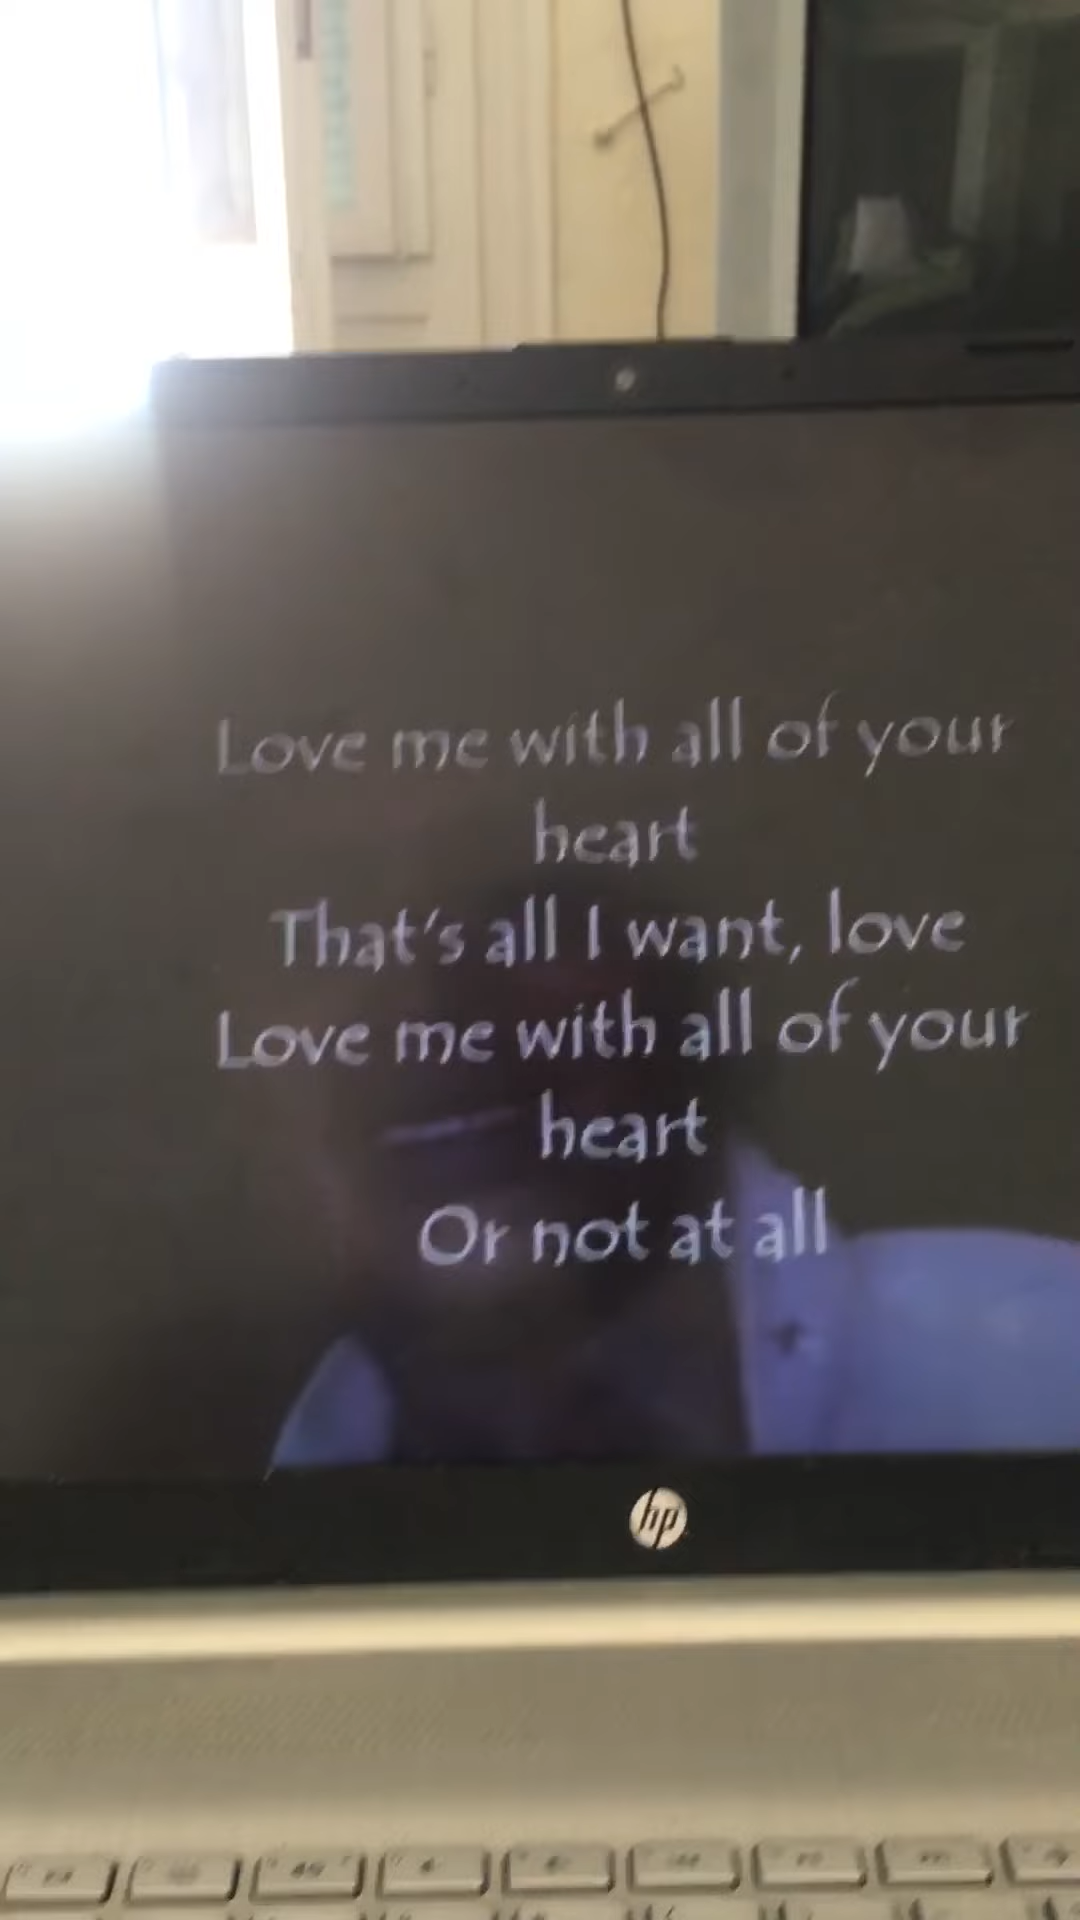 Love me with all of your
heart
That's all I want, love
Love me with all of your
heart
Or not at all
hp